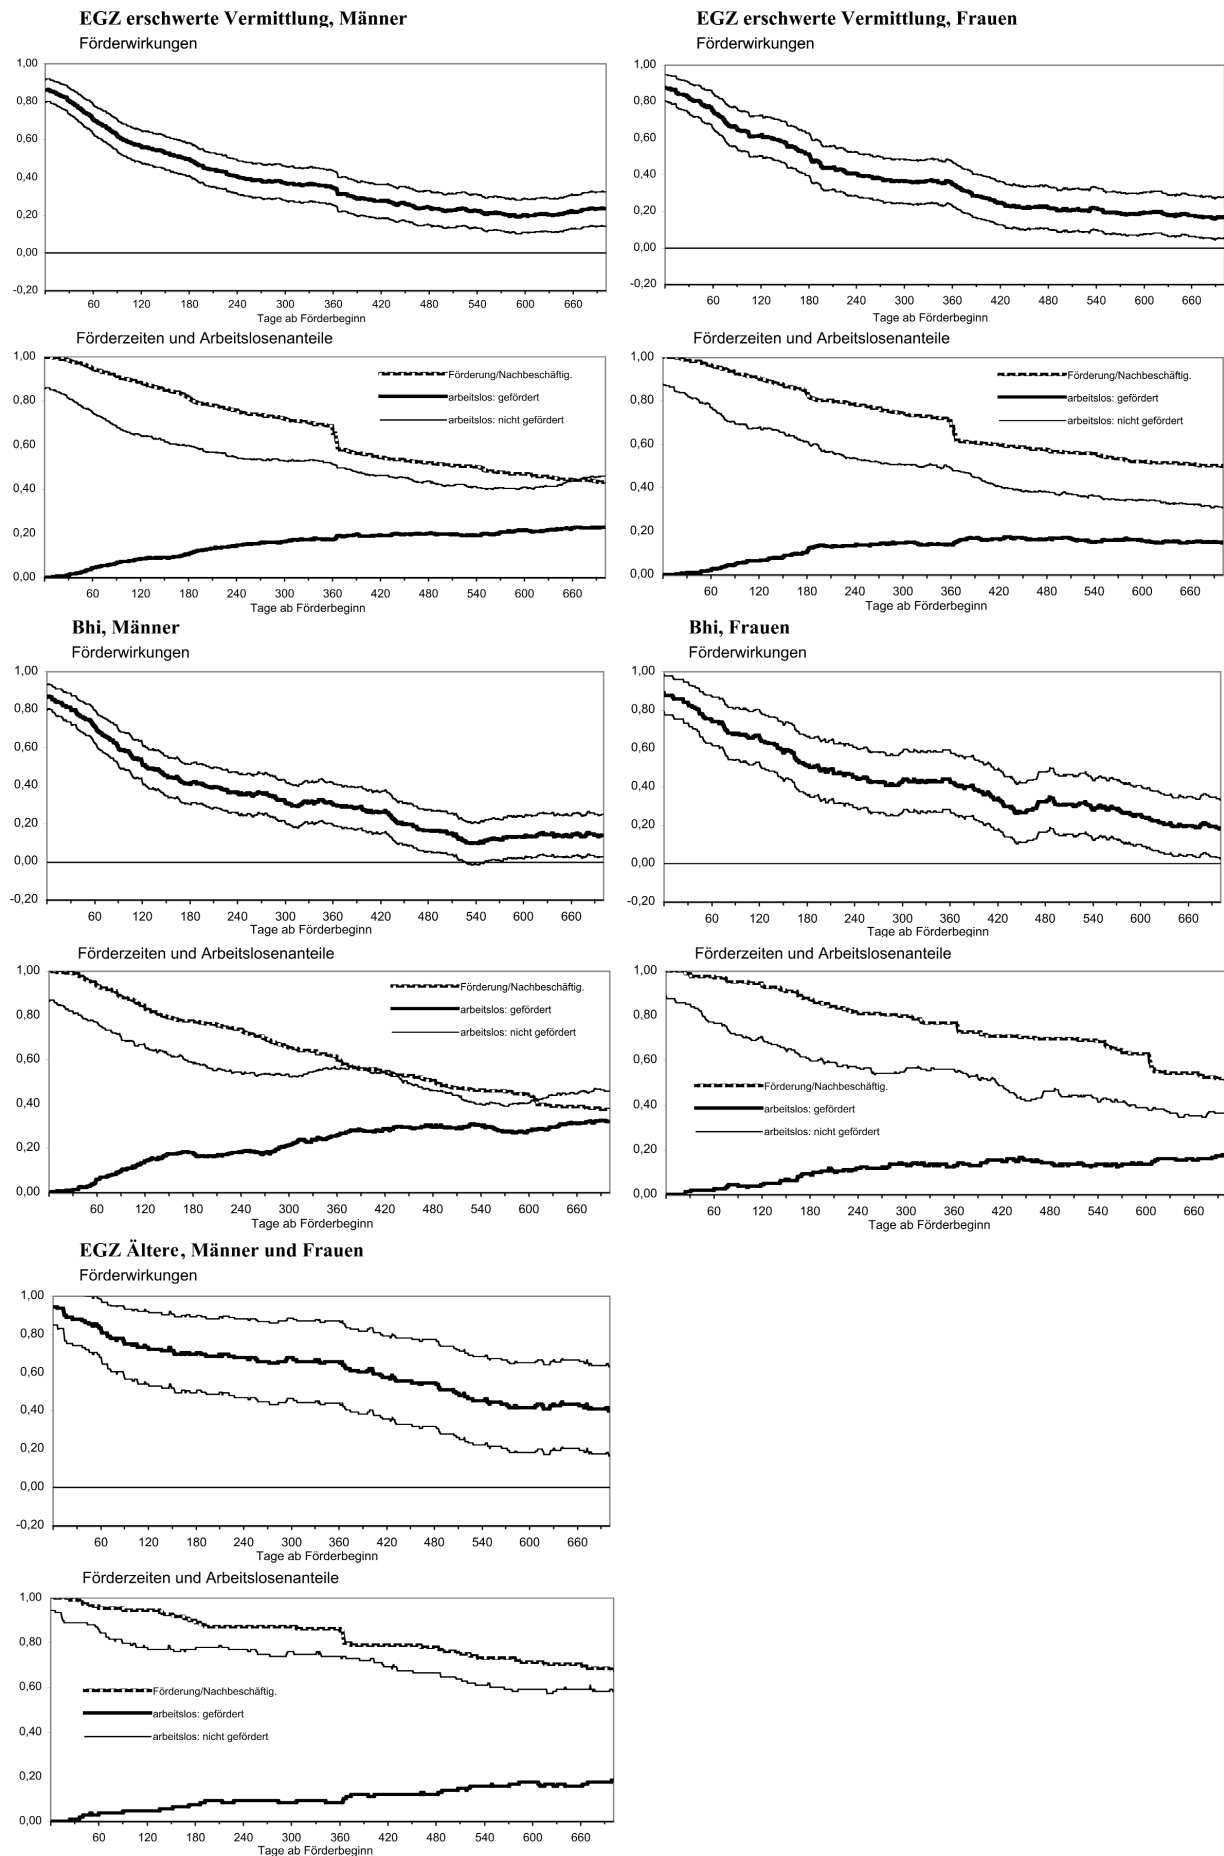 EGZ erschwerte Vermittlung, Männer
Förderwirkungen
1,00
0,80
0,60
0,40
0,20
0,00
-0,20
60 120 180 240 300 360 420 480 540 600 660
Tage ab Förderbeginn
Förderzeiten und Arbeitslosenanteile
1,00
0,80
0,60
0,40
0,20
0,00
Förderung/Nachbeschäftig.
arbeitslos: gefördert
arbeitslos: nicht gefördert
60 120 180 240 300 360 420 480 540 600 660
Tage ab Förderbeginn
EGZ erschwerte Vermittlung, Frauen
Förderwirkungen
1,00
0,80
0,60
0,40
0,20
0,00
-0,20
60 120 180 240 300 360 420 480 540 600 660
Tage ab Förderbeginn
Förderzeiten und Arbeitslosenanteile
1,00
0,80
0,60
0,40
0,20
0,00
Förderung/Nachbeschäftig.
arbeitslos: gefördert
arbeitslos: nicht gefördert
60 120 180 240 300 360 420 480 540 600 660
Tage ab Förderbeginn
Bhi, Männer
Förderwirkungen
1,00
0,80
0,60
0,40
0,20
0,00
-0,20
60 120 180 240 300 360 420 480 540 600 660
Tage ab Förderbeginn
Förderzeiten und Arbeitslosenanteile
1,00
0,80
0,60
0,40
0,20
0,00
Förderung/Nachbeschäftig.
arbeitslos: gefördert
arbeitslos: nicht gefördert
60 120 180 240 300 360 420 480 540 600 660
Tage ab Förderbeginn
Bhi, Frauen
Förderwirkungen
1,00
0,80
0,60
0,40
0,20
0,00
-0,20
60 120 180 240 300 360 420 480 540 600 660
Tage ab Förderbeginn
Förderzeiten und Arbeitslosenanteile
1,00
0,80
0,60
0,40
0,20
0,00
Förderung/Nachbeschäftig.
arbeitslos: gefördert
arbeitslos: nicht gefördert
60 120 180 240 300 360 420 480 540 600 660
Tage ab Förderbeginn
EGZ Ältere, Männer und Frauen
Förderwirkungen
1,00
0,80
0,60
0,40
0,20
0,00
-0,20
60 120 180 240 300 360 420 480 540 600 660
Tage ab Förderbeginn
Förderzeiten und Arbeitslosenanteile
1,00
0,80
0,60
0,40
0,20
0,00
Förderung/Nachbeschäftig.
arbeitslos: gefördert
arbeitslos: nicht gefördert
60 120 180 240 300 360 420 480 540 600 660
Tage ab Förderbeginn